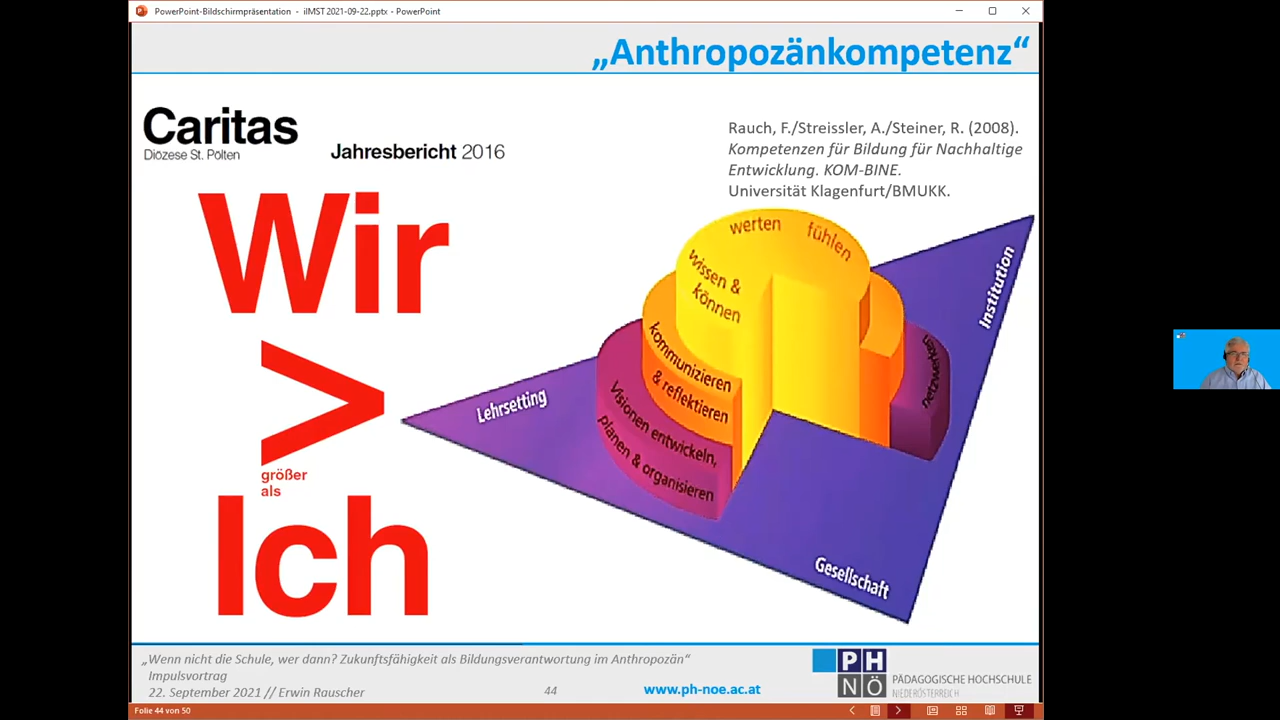 PowerPoint-Bildschirmpräsentation - iIMST 2021-09-22.pptx - PowerPoint
„Anthropozänkompetenz“
Caritas
Diözese St. Pölten
Jahresbericht 2016
Wir
>
größer
als
Ich
Rauch, F./Streissler, A./Steiner, R. (2008).
Kompetenzen für Bildung für Nachhaltige
Entwicklung. KOM-BINE.
Universität Klagenfurt/BMUKK.
werten
fühlen
wissen &
können
kommunizieren
& reflektieren
Visionen entwickeln,
planen & organisieren
netzwerken
Lehrsetting
Institution
Gesellschaft
„Wenn nicht die Schule, wer dann? Zukunftsfähigkeit als Bildungsverantwortung im Anthropozän“
Impulsvortrag
22. September 2021 // Erwin Rauscher
44
www.ph-noe.ac.at
PH
NÖ
PÄDAGOGISCHE HOCHSCHULE
NIEDERÖSTERREICH
Folie 44 von 50